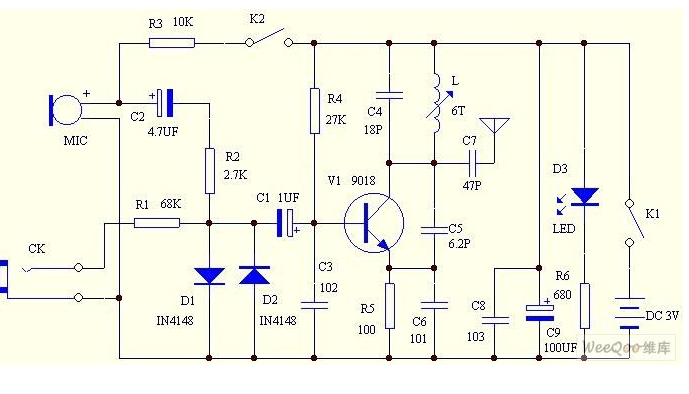 K2
R3 10K
L
6T
R4
27K
C4
18P
+
MIC
+
C2
4.7UF
C7
47P
R2
2.7K
V1 9018
D3
LED
K1
R1 68K
C1 1UF
+
C5
6.2P
CK
C3
102
R6
680
D1
IN4148
D2
IN4148
R5
100
C6
101
C8
103
+
C9
100UF
DC 3V
WeeQoo维库